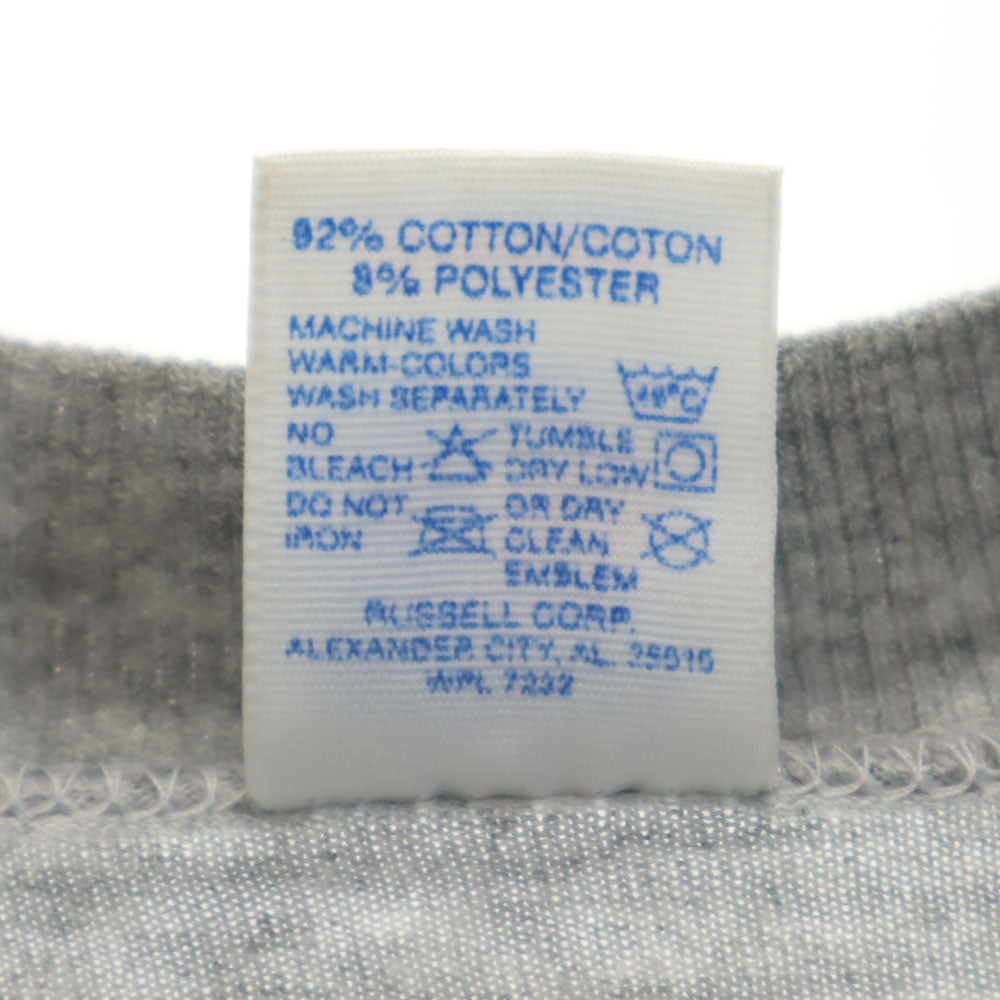 92% COTTON/COTON
8% POLYESTER
MACHINE WASH
WARM-COLORS
WASH SEPARATELY
NO BLEACH
TUMBLE DRY LOW
DO NOT IRON
OR DRY CLEAN EMBLEM
RUSSELL CORP.
ALEXANDER CITY, AL. 35010
WPL 7232